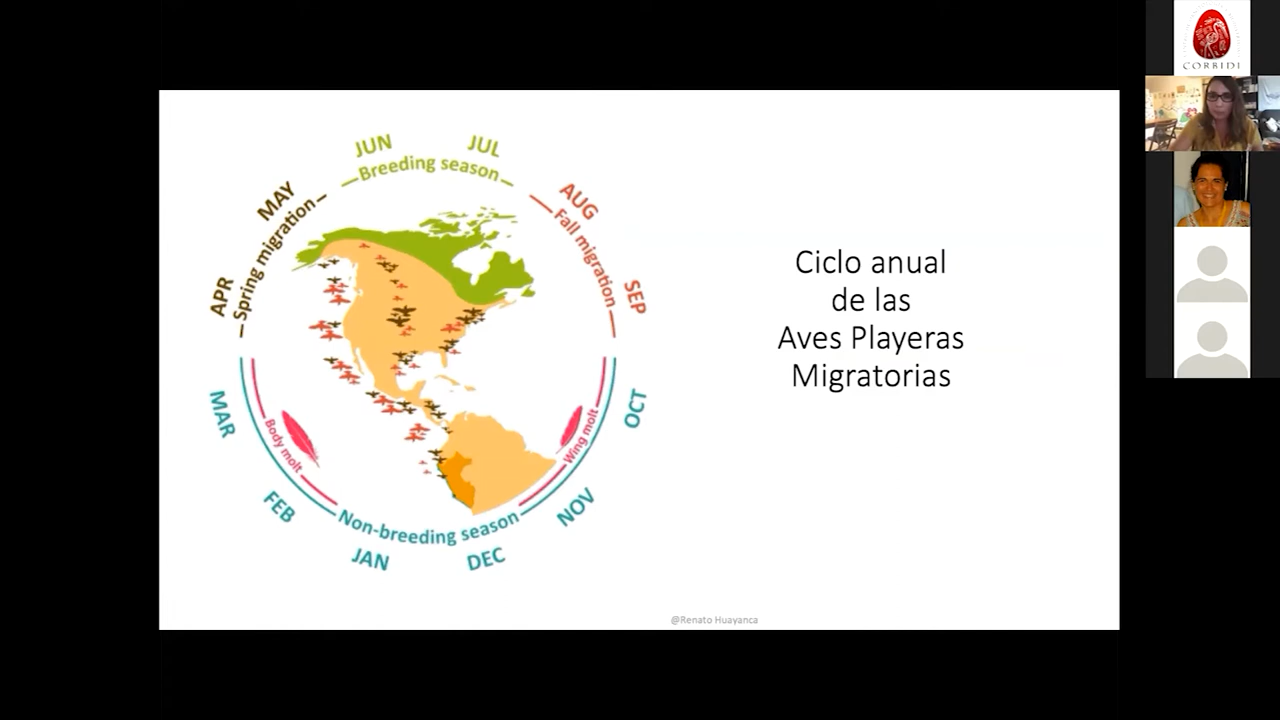 JUN
JUL
Breeding season
MAY
AUG
Spring migration
Fall migration
APR
SEP
MAR
OCT
Body molt
Wing molt
FEB
NOV
Non-breeding season
JAN
DEC
Ciclo anual
de las
Aves Playeras
Migratorias
@Renato Huayanca
CORBIDI